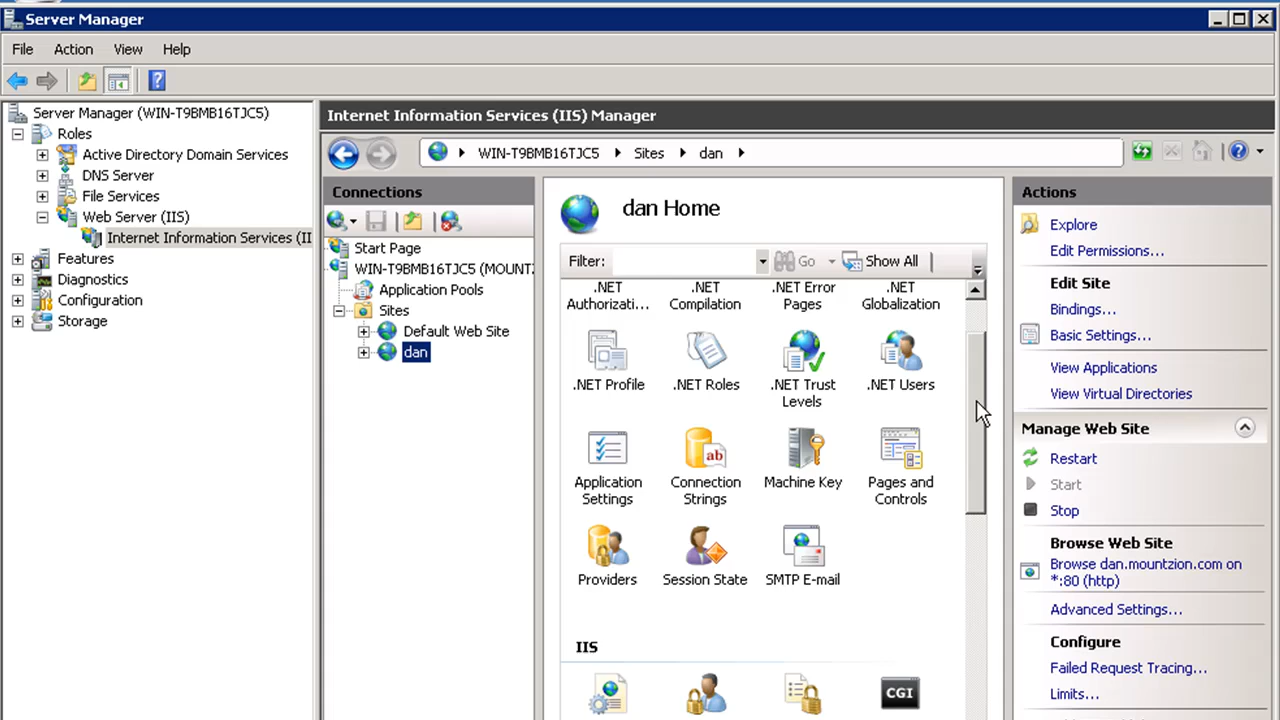 Server Manager
File Action View Help
Server Manager (WIN-T9BMB16TJC5)
Roles
Active Directory Domain Services
DNS Server
File Services
Web Server (IIS)
Internet Information Services (II
Features
Diagnostics
Configuration
Storage
Internet Information Services (IIS) Manager
WIN-T9BMB16TJC5 Sites dan
Connections
Start Page
WIN-T9BMB16TJC5 (MOUNTZ
Application Pools
Sites
Default Web Site
dan
dan Home
Filter: Go Show All
.NET Authorizati...
.NET Compilation
.NET Error Pages
.NET Globalization
.NET Profile
.NET Roles
.NET Trust Levels
.NET Users
Application Settings
ab
Connection Strings
Machine Key
Pages and Controls
Providers
Session State
SMTP E-mail
IIS
CGI
Actions
Explore
Edit Permissions...
Edit Site
Bindings...
Basic Settings...
View Applications
View Virtual Directories
Manage Web Site
Restart
Start
Stop
Browse Web Site
Browse dan.mountzion.com on
*:80 (http)
Advanced Settings...
Configure
Failed Request Tracing...
Limits...